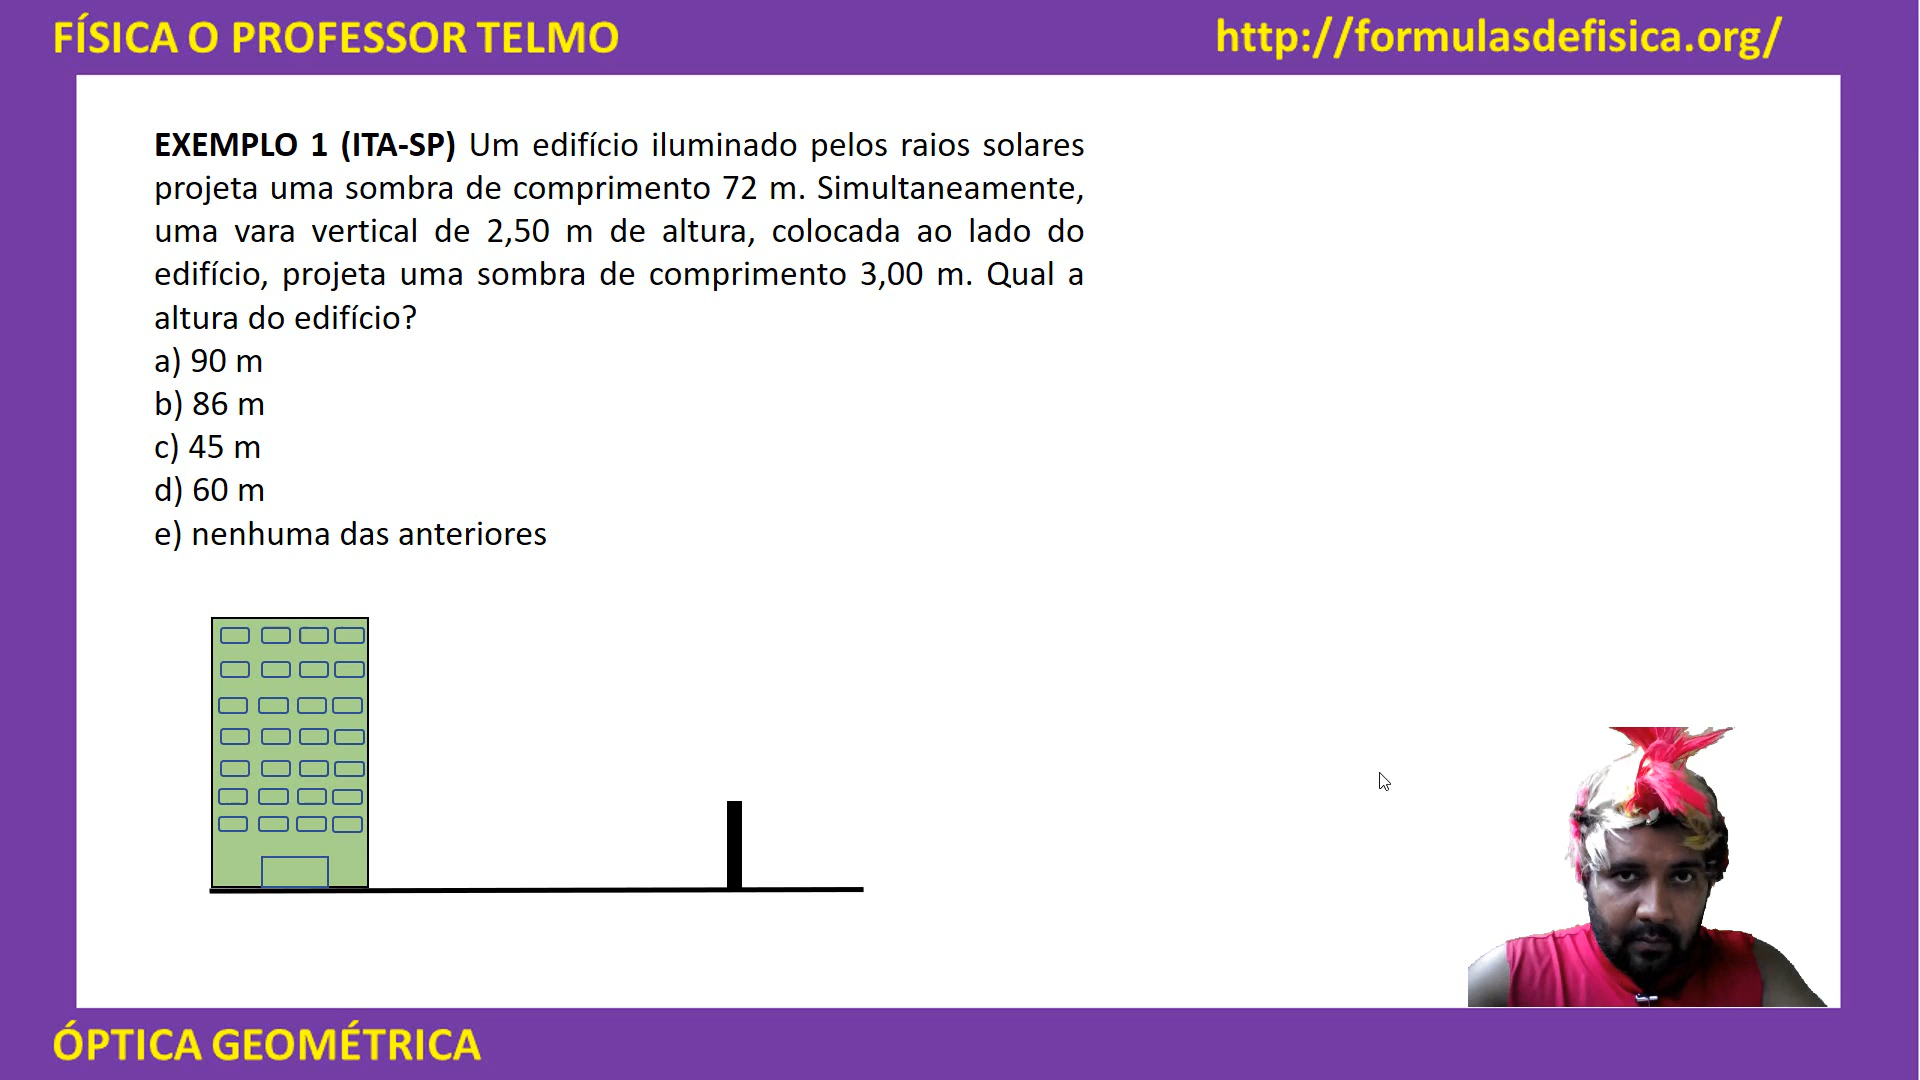 FÍSICA O PROFESSOR TELMO
http://formulasdefisica.org/
EXEMPLO 1 (ITA-SP) Um edifício iluminado pelos raios solares
projeta uma sombra de comprimento 72 m. Simultaneamente,
uma vara vertical de 2,50 m de altura, colocada ao lado do
edifício, projeta uma sombra de comprimento 3,00 m. Qual a
altura do edifício?
a) 90 m
b) 86 m
c) 45 m
d) 60 m
e) nenhuma das anteriores
ÓPTICA GEOMÉTRICA